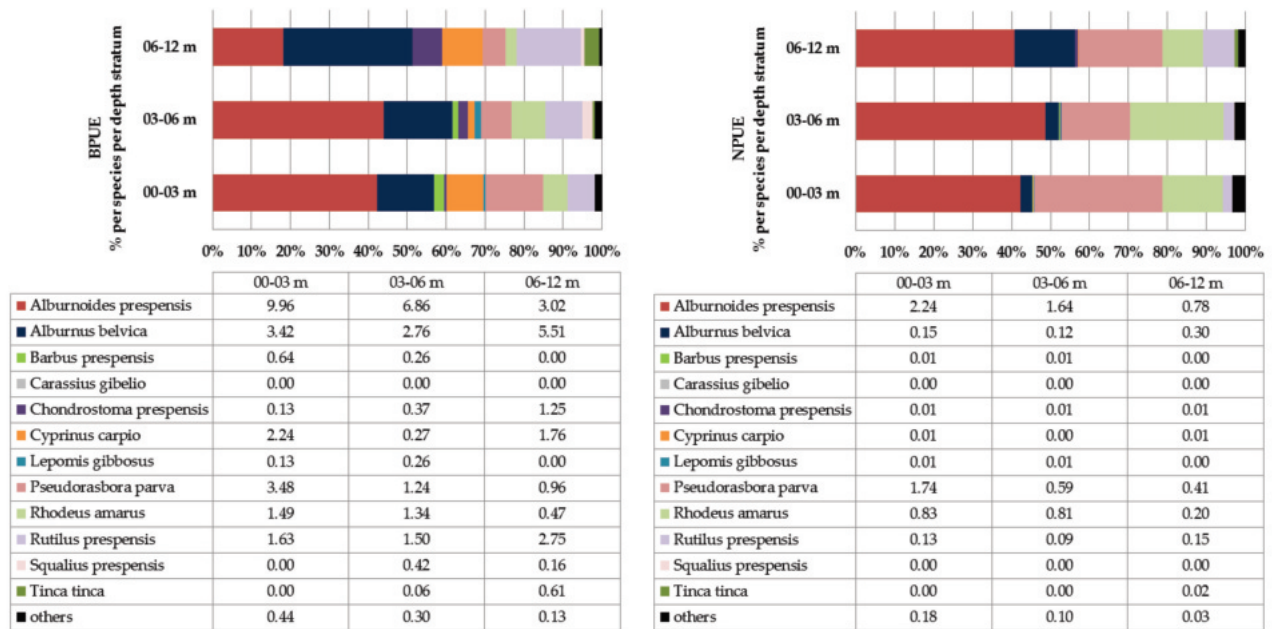 BPUE
% per species per depth stratum
06-12 m
03-06 m
00-03 m
0% 10% 20% 30% 40% 50% 60% 70% 80% 90% 100%
00-03 m 03-06 m 06-12 m
Alburnoides prespensis 9.96 6.86 3.02
Alburnus belvica 3.42 2.76 5.51
Barbus prespensis 0.64 0.26 0.00
Carassius gibelio 0.00 0.00 0.00
Chondrostoma prespensis 0.13 0.37 1.25
Cyprinus carpio 2.24 0.27 1.76
Lepomis gibbosus 0.13 0.26 0.00
Pseudorasbora parva 3.48 1.24 0.96
Rhodeus amarus 1.49 1.34 0.47
Rutilus prespensis 1.63 1.50 2.75
Squalius prespensis 0.00 0.42 0.16
Tinca tinca 0.00 0.06 0.61
others 0.44 0.30 0.13
NPUE
% per species per depth stratum
06-12 m
03-06 m
00-03 m
0% 10% 20% 30% 40% 50% 60% 70% 80% 90% 100%
00-03 m 03-06 m 06-12 m
Alburnoides prespensis 2.24 1.64 0.78
Alburnus belvica 0.15 0.12 0.30
Barbus prespensis 0.01 0.01 0.00
Carassius gibelio 0.00 0.00 0.00
Chondrostoma prespensis 0.01 0.01 0.01
Cyprinus carpio 0.01 0.00 0.01
Lepomis gibbosus 0.01 0.01 0.00
Pseudorasbora parva 1.74 0.59 0.41
Rhodeus amarus 0.83 0.81 0.20
Rutilus prespensis 0.13 0.09 0.15
Squalius prespensis 0.00 0.00 0.00
Tinca tinca 0.00 0.00 0.02
others 0.18 0.10 0.03